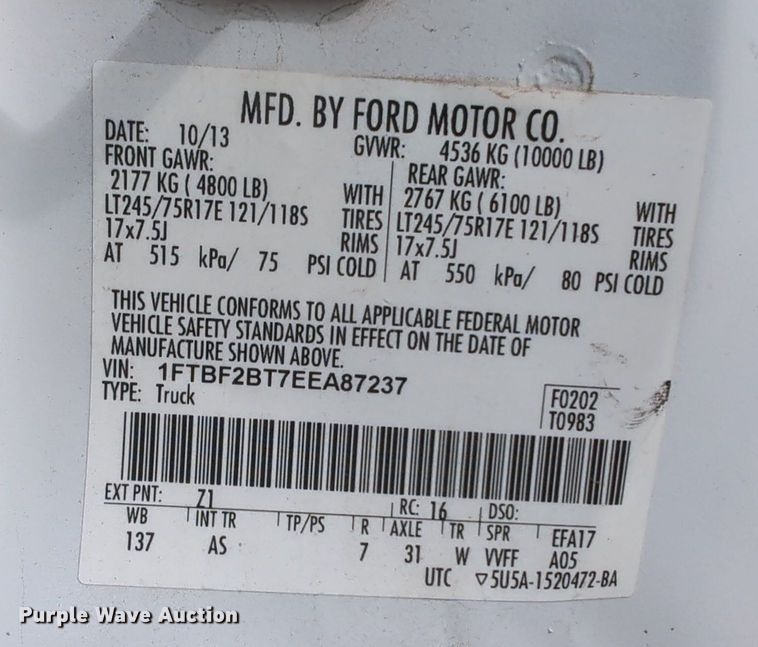 MFD. BY FORD MOTOR CO.
DATE: 10/13 GVWR: 4536 KG (10000 LB)
FRONT GAWR: REAR GAWR:
2177 KG ( 4800 LB) WITH 2767 KG ( 6100 LB) WITH
LT245/75R17E 121/118S TIRES LT245/75R17E 121/118S TIRES
17x7.5J RIMS 17x7.5J RIMS
AT 515 kPa/ 75 PSI COLD AT 550 kPa/ 80 PSI COLD
THIS VEHICLE CONFORMS TO ALL APPLICABLE FEDERAL MOTOR
VEHICLE SAFETY STANDARDS IN EFFECT ON THE DATE OF
MANUFACTURE SHOWN ABOVE.
VIN: 1FTBF2BT7EEA87237
TYPE: Truck F0202
T0983
EXT PNT: Z1 RC: 16 DSO:
WB INT TR TP/PS R AXLE TR SPR EFA17
137 AS 7 31 W VVFF A05
UTC ▽5U5A-1520472-BA
Purple Wave Auction